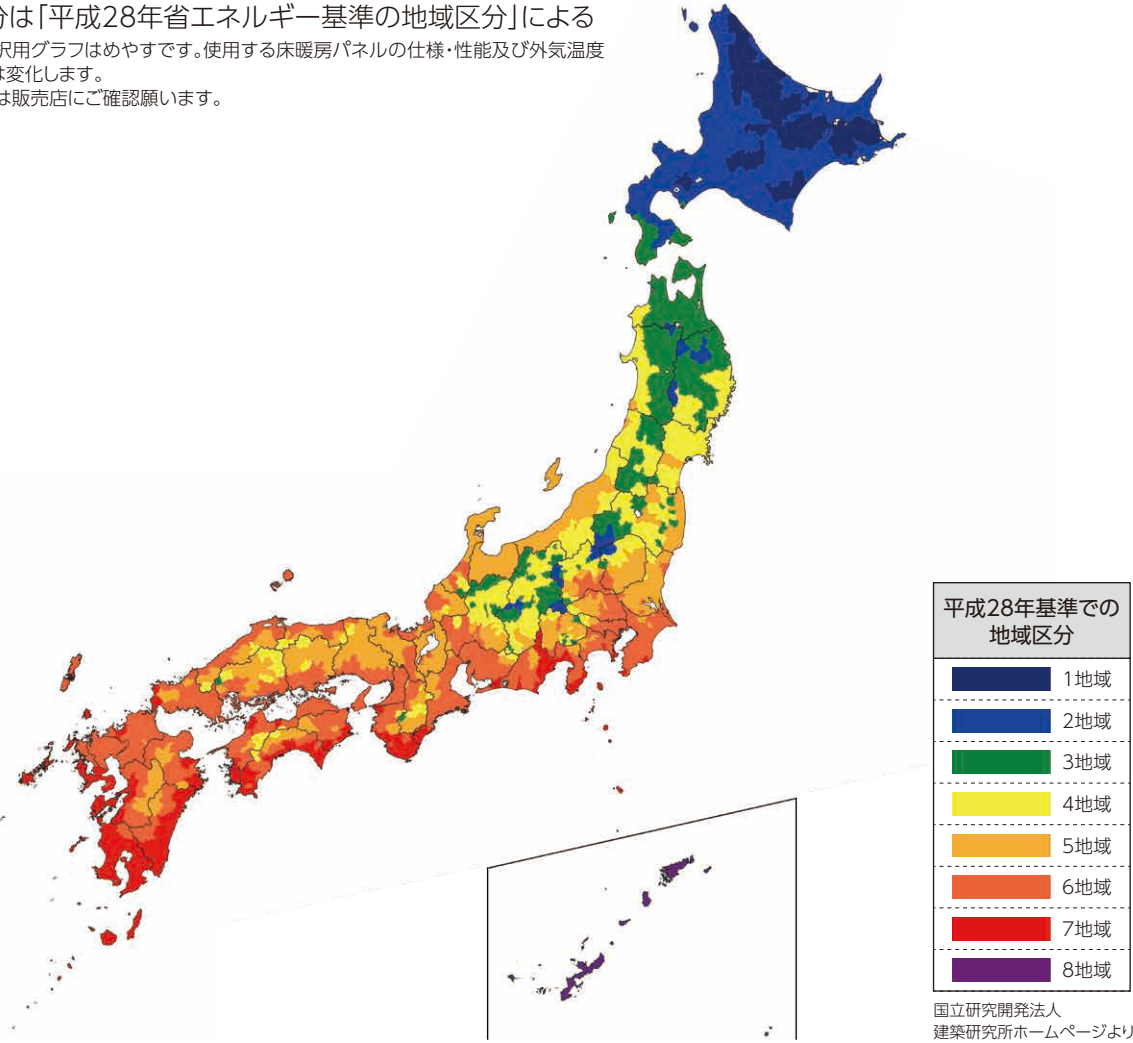 分は「平成28年省エネルギー基準の地域区分」による
択用グラフはめやすです。使用する床暖房パネルの仕様・性能及び外気温度
は変化します。
は販売店にご確認願います。
平成28年基準での
地域区分
1地域
2地域
3地域
4地域
5地域
6地域
7地域
8地域
国立研究開発法人
建築研究所ホームページより